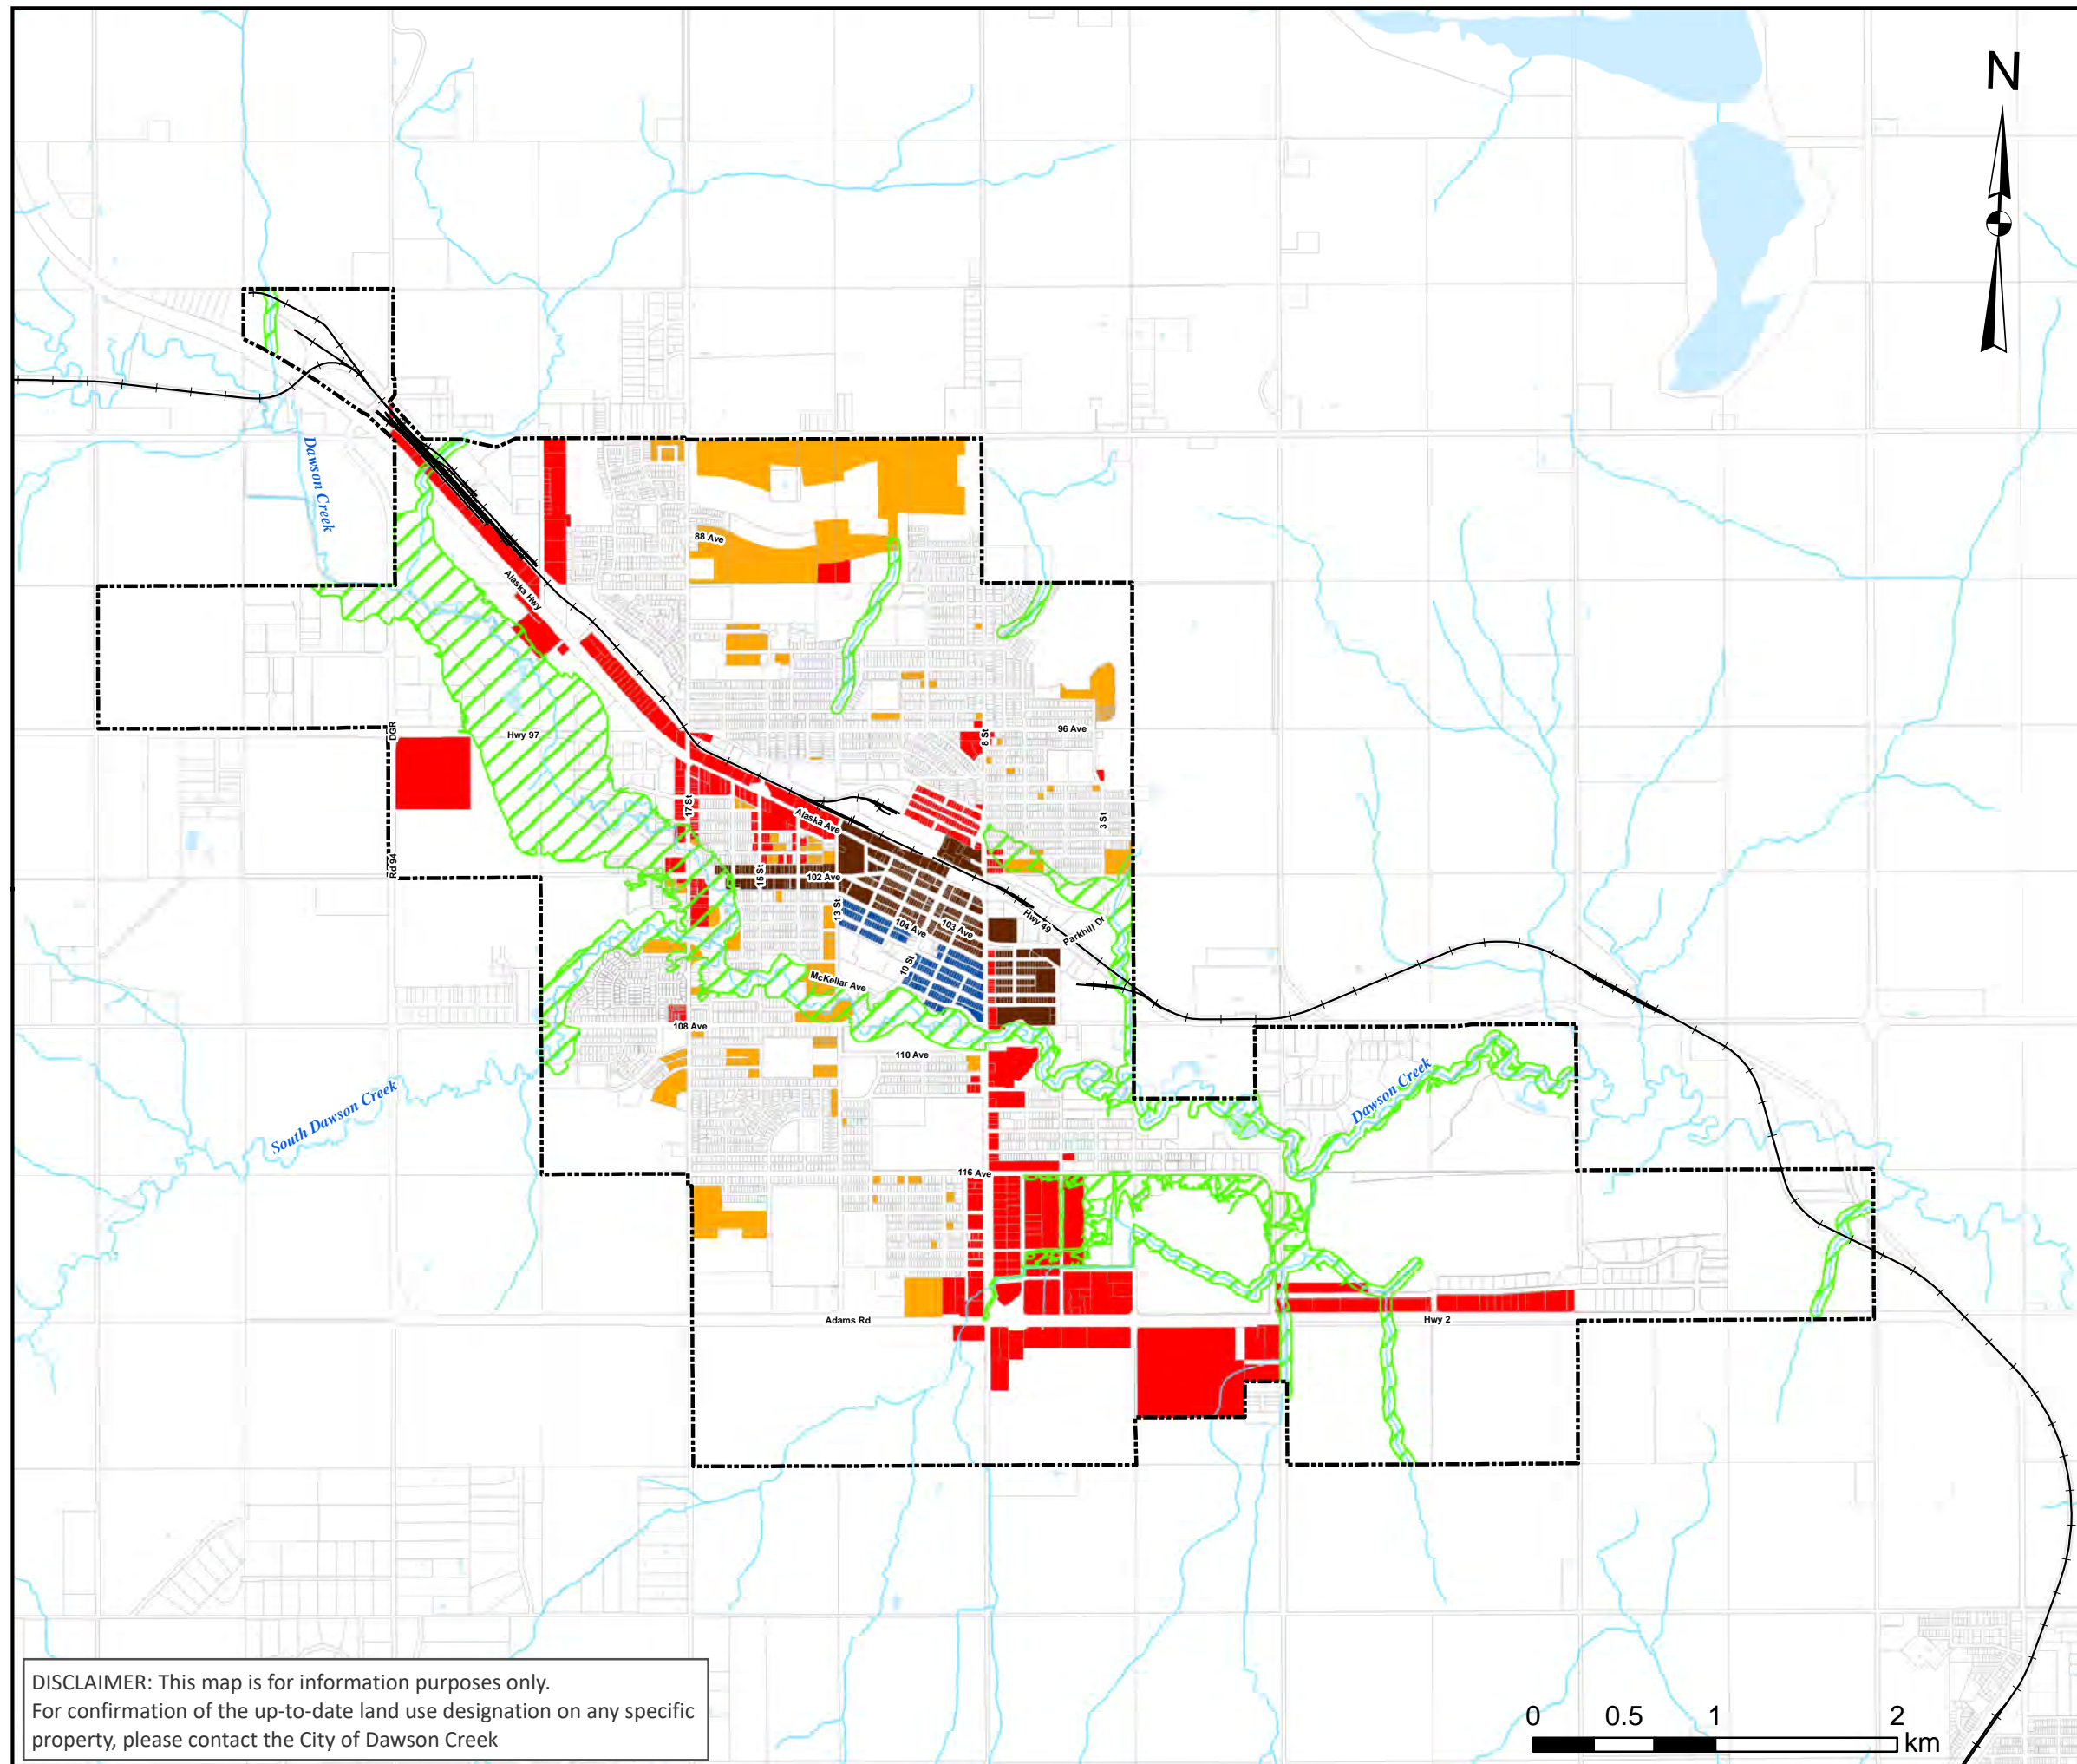 N
Dawson Creek
88 Ave
Alaska Hwy
DGR
Hwy 97
8 St
96 Ave
17 St
Alaska Ave
3 St
Rd 94
15 St
102 Ave
13 St
104 Ave
103 Ave
Hwy 49
Parkhill Dr
10 St
McKellar Ave
108 Ave
110 Ave
South Dawson Creek
Dawson Creek
116 Ave
Adams Rd
Hwy 2
DISCLAIMER: This map is for information purposes only.
For confirmation of the up-to-date land use designation on any specific
property, please contact the City of Dawson Creek
0 0.5 1 2
km